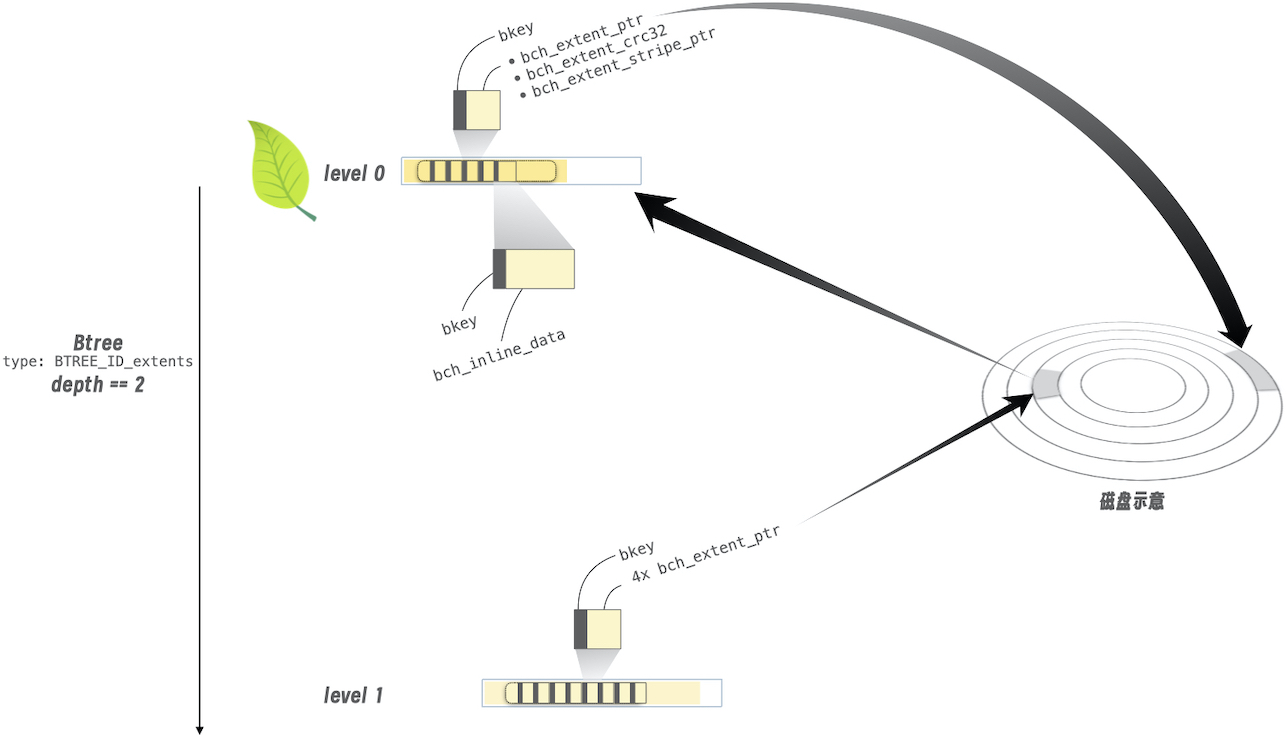 bkey
• bch_extent_ptr
• bch_extent_crc32
• bch_extent_stripe_ptr
level 0
bkey
bch_inline_data
Btree
type: BTREE_ID_extents
depth == 2
磁盘示意
bkey
4x bch_extent_ptr
level 1